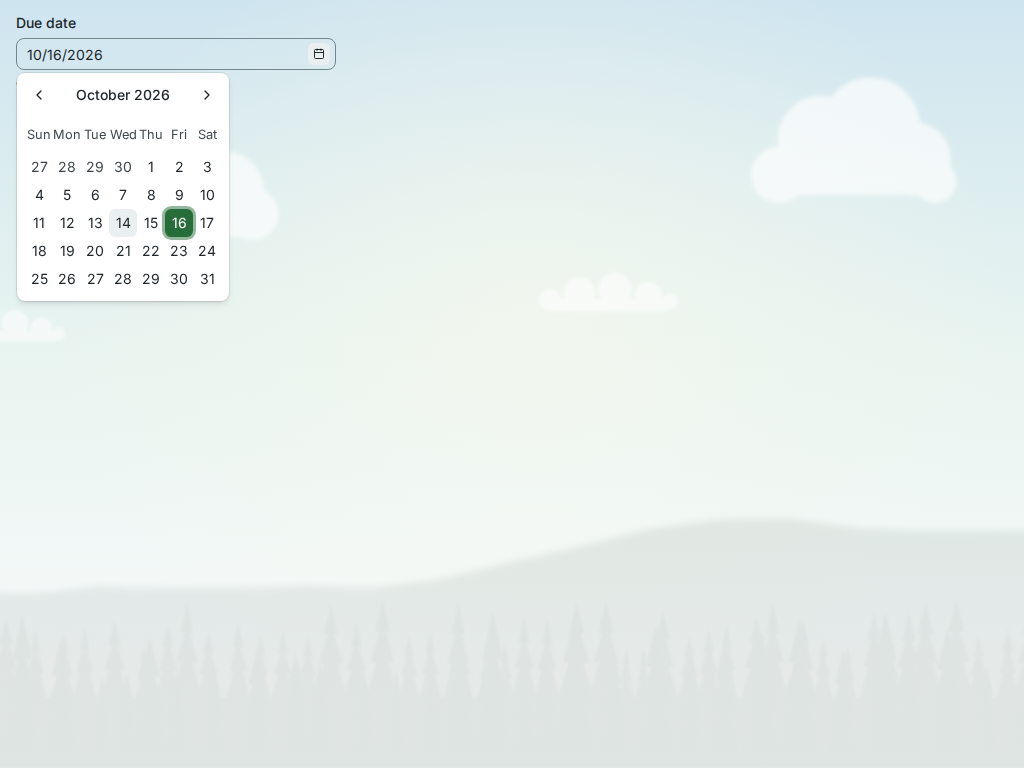 Due date
10/16/2026
October 2026
Sun Mon Tue Wed Thu Fri Sat
27 28 29 30 1 2 3
4 5 6 7 8 9 10
11 12 13 14 15 16 17
18 19 20 21 22 23 24
25 26 27 28 29 30 31